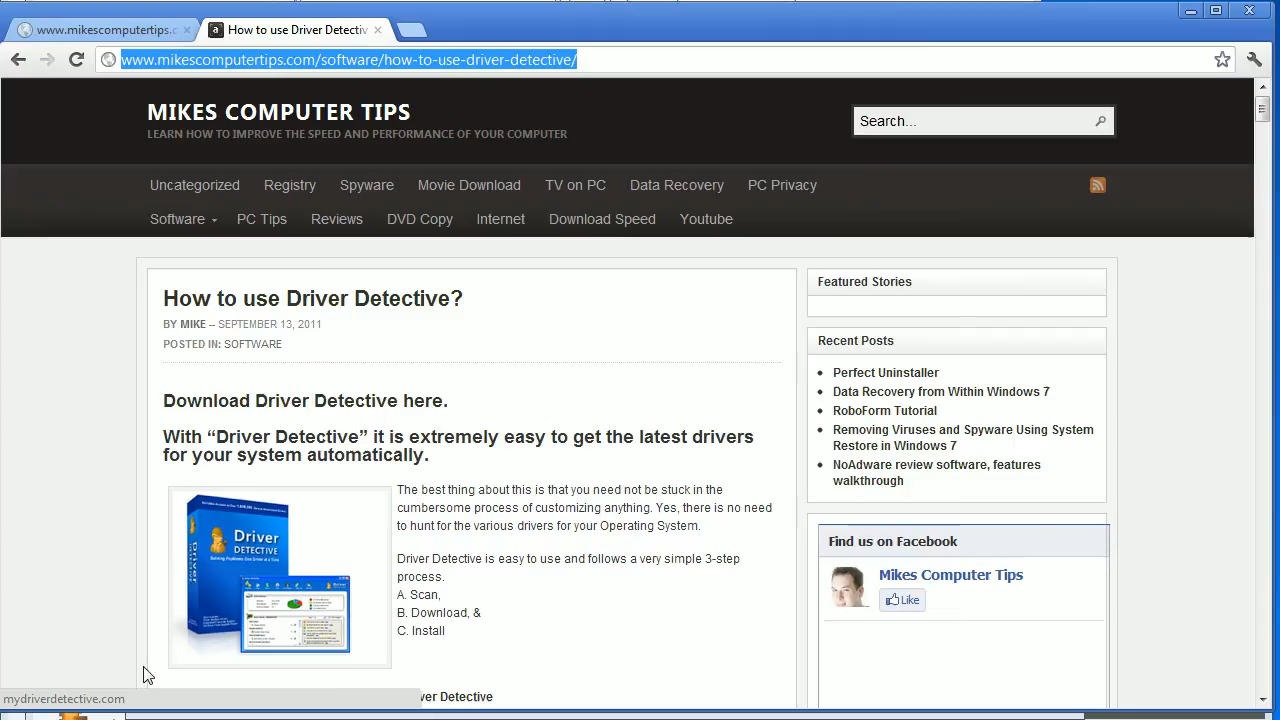 www.mikescomputertips.c
How to use Driver Detectiv
www.mikescomputertips.com/software/how-to-use-driver-detective/
MIKES COMPUTER TIPS
LEARN HOW TO IMPROVE THE SPEED AND PERFORMANCE OF YOUR COMPUTER
Search...
Uncategorized Registry Spyware Movie Download TV on PC Data Recovery PC Privacy
Software PC Tips Reviews DVD Copy Internet Download Speed Youtube
How to use Driver Detective?
BY MIKE – SEPTEMBER 13, 2011
POSTED IN: SOFTWARE
Download Driver Detective here.
With “Driver Detective” it is extremely easy to get the latest drivers
for your system automatically.
Driver
DETECTIVE
The best thing about this is that you need not be stuck in the
cumbersome process of customizing anything. Yes, there is no need
to hunt for the various drivers for your Operating System.
Driver Detective is easy to use and follows a very simple 3-step
process.
A. Scan,
B. Download, &
C. Install
ver Detective
Featured Stories
Recent Posts
Perfect Uninstaller
Data Recovery from Within Windows 7
RoboForm Tutorial
Removing Viruses and Spyware Using System
Restore in Windows 7
NoAdware review software, features
walkthrough
Find us on Facebook
Mikes Computer Tips
Like
mydriverdetective.com